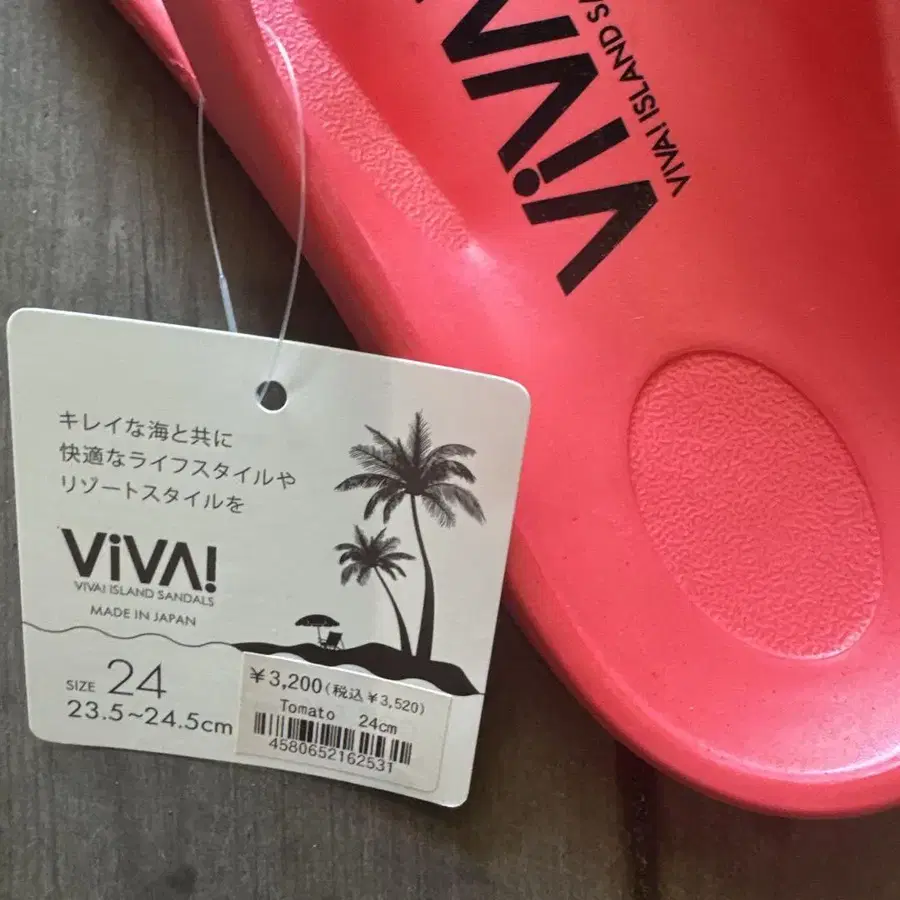 ViVA!
VIVA! ISLAND SA
キレイな海と共に
快適なライフスタイルや
リゾートスタイルを
ViVA!
VIVA! ISLAND SANDALS
MADE IN JAPAN
SIZE 24
23.5~24.5cm
¥3,200(税込¥3,520)
Tomato 24cm
4580652162531